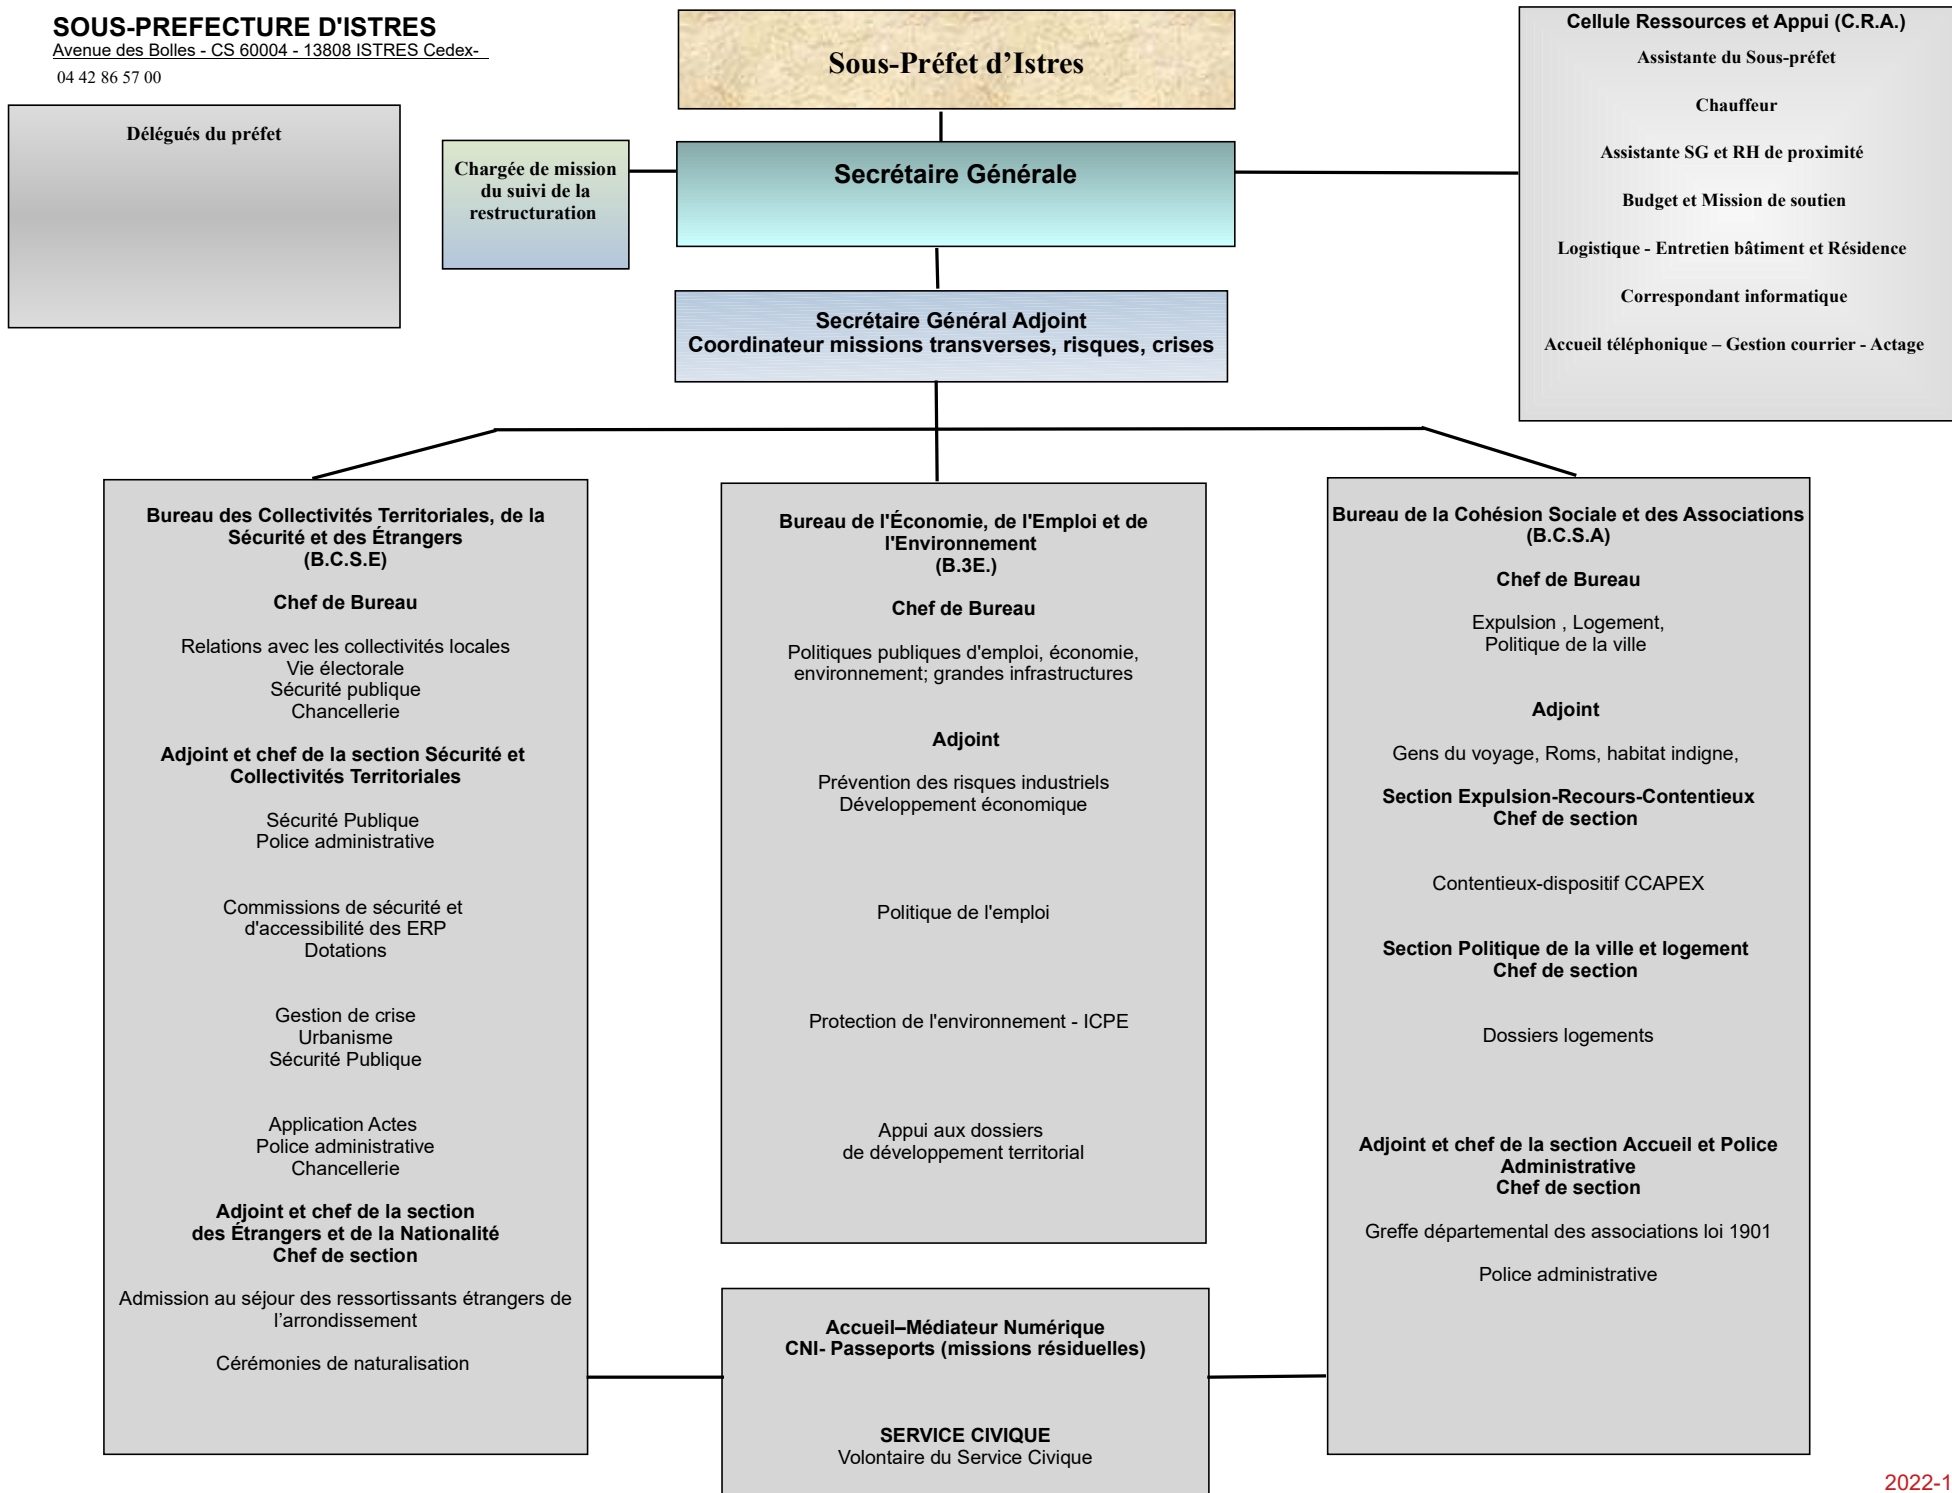 SOUS-PREFECTURE D'ISTRES
Avenue des Bolles - CS 60004 - 13808 ISTRES Cedex-
04 42 86 57 00
Délégués du préfet
Sous-Préfet d'Istres
Chargée de mission
du suivi de la
restructuration
Secrétaire Générale
Secrétaire Général Adjoint
Coordinateur missions transverses, risques, crises
Cellule Ressources et Appui (C.R.A.)
Assistante du Sous-préfet
Chauffeur
Assistante SG et RH de proximité
Budget et Mission de soutien
Logistique - Entretien bâtiment et Résidence
Correspondant informatique
Accueil téléphonique – Gestion courrier - Actage
Bureau des Collectivités Territoriales, de la
Sécurité et des Étrangers
(B.C.S.E)
Chef de Bureau
Relations avec les collectivités locales
Vie électorale
Sécurité publique
Chancellerie
Adjoint et chef de la section Sécurité et
Collectivités Territoriales
Sécurité Publique
Police administrative
Commissions de sécurité et
d'accessibilité des ERP
Dotations
Gestion de crise
Urbanisme
Sécurité Publique
Application Actes
Police administrative
Chancellerie
Adjoint et chef de la section
des Étrangers et de la Nationalité
Chef de section
Admission au séjour des ressortissants étrangers de
l'arrondissement
Cérémonies de naturalisation
Bureau de l'Économie, de l'Emploi et de
l'Environnement
(B.3E.)
Chef de Bureau
Politiques publiques d'emploi, économie,
environnement; grandes infrastructures
Adjoint
Prévention des risques industriels
Développement économique
Politique de l'emploi
Protection de l'environnement - ICPE
Appui aux dossiers
de développement territorial
Accueil–Médiateur Numérique
CNI- Passeports (missions résiduelles)
SERVICE CIVIQUE
Volontaire du Service Civique
Bureau de la Cohésion Sociale et des Associations
(B.C.S.A)
Chef de Bureau
Expulsion , Logement,
Politique de la ville
Adjoint
Gens du voyage, Roms, habitat indigne,
Section Expulsion-Recours-Contentieux
Chef de section
Contentieux-dispositif CCAPEX
Section Politique de la ville et logement
Chef de section
Dossiers logements
Adjoint et chef de la section Accueil et Police
Administrative
Chef de section
Greffe départemental des associations loi 1901
Police administrative
2022-1